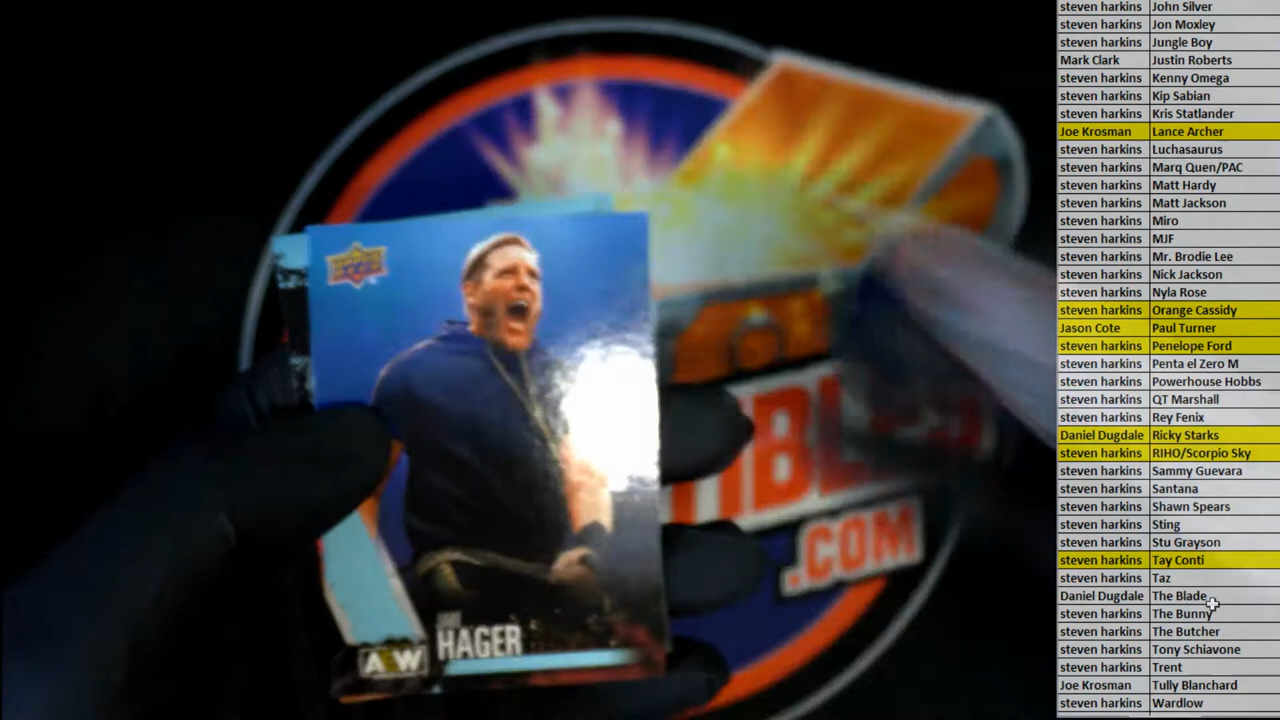 HAGER
AEW
IBL
.COM
steven harkins John Silver
steven harkins Jon Moxley
steven harkins Jungle Boy
Mark Clark Justin Roberts
steven harkins Kenny Omega
steven harkins Kip Sabian
steven harkins Kris Statlander
Joe Krosman Lance Archer
steven harkins Luchasaurus
steven harkins Marq Quen/PAC
steven harkins Matt Hardy
steven harkins Matt Jackson
steven harkins Miro
steven harkins MJF
steven harkins Mr. Brodie Lee
steven harkins Nick Jackson
steven harkins Nyla Rose
steven harkins Orange Cassidy
Jason Cote Paul Turner
steven harkins Penelope Ford
steven harkins Penta el Zero M
steven harkins Powerhouse Hobbs
steven harkins QT Marshall
steven harkins Rey Fenix
Daniel Dugdale Ricky Starks
steven harkins RIHO/Scorpio Sky
steven harkins Sammy Guevara
steven harkins Santana
steven harkins Shawn Spears
steven harkins Sting
steven harkins Stu Grayson
steven harkins Tay Conti
steven harkins Taz
Daniel Dugdale The Blade
steven harkins The Bunny
steven harkins The Butcher
steven harkins Tony Schiavone
steven harkins Trent
Joe Krosman Tully Blanchard
steven harkins Wardlow